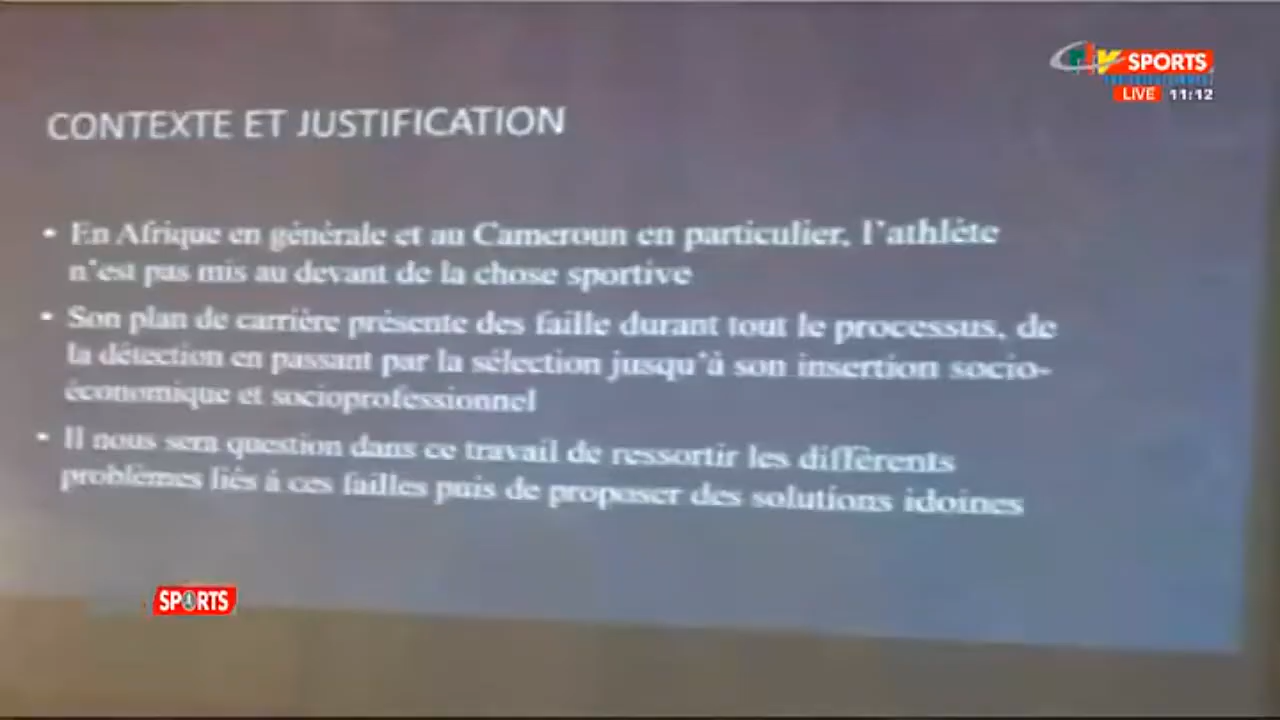 SPORTS
LIVE 11:12
CONTEXTE ET JUSTIFICATION
• En Afrique en générale et au Cameroun en particulier, l'athlète
n'est pas mis au devant de la chose sportive
• Son plan de carrière présente des faille durant tout le processus, de
la détection en passant par la sélection jusqu'à son insertion socio-
économique et socioprofessionnel
• Il nous sera question dans ce travail de ressortir les différents
problèmes liés à ces failles puis de proposer des solutions idoines
SPORTS